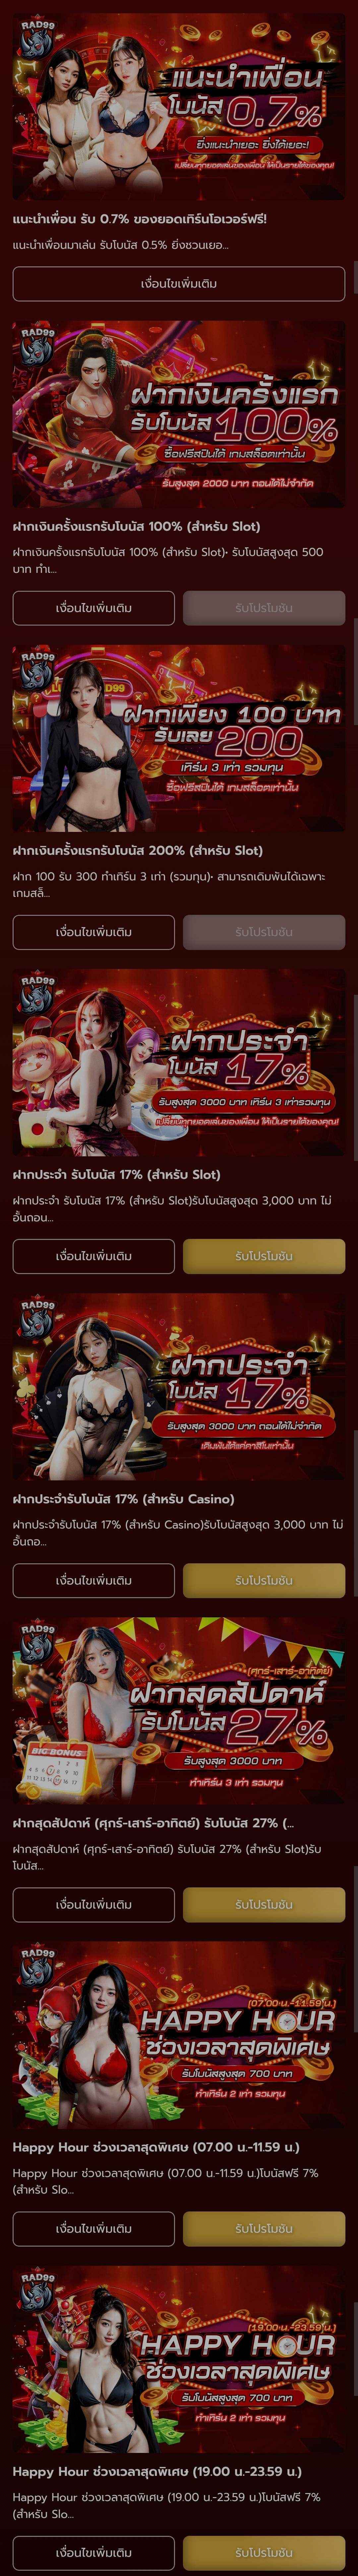 RAD99
แนะนำเพื่อน
โบนัส 0.7%
ยิ่งแนะนำเยอะ ยิ่งได้เยอะ!
เปลี่ยนทุกยอดเล่นของเพื่อน ให้เป็นรายได้ของคุณ!
แนะนำเพื่อน รับ 0.7% ของยอดเทิร์นโอเวอร์ฟรี!
แนะนำเพื่อนมาเล่น รับโบนัส 0.5% ยิ่งชวนเยอ...
เงื่อนไขเพิ่มเติม
RAD99
ฝากเงินครั้งแรก
รับโบนัส 100%
ซื้อฟรีสปินได้ เกมสล็อตเท่านั้น
รับสูงสุด 2000 บาท ถอนได้ไม่จำกัด
ฝากเงินครั้งแรกรับโบนัส 100% (สำหรับ Slot)
ฝากเงินครั้งแรกรับโบนัส 100% (สำหรับ Slot)• รับโบนัสสูงสุด 500
บาท ทำเ...
เงื่อนไขเพิ่มเติม
รับโปรโมชัน
RAD99
ฝากเพียง 100 บาท
รับเลย 200
เทิร์น 3 เท่า รวมทุน
ซื้อฟรีสปินได้ เกมสล็อตเท่านั้น
ฝากเงินครั้งแรกรับโบนัส 200% (สำหรับ Slot)
ฝาก 100 รับ 300 ทำเทิร์น 3 เท่า (รวมทุน)• สามารถเดิมพันได้เฉพาะ
เกมสล็...
เงื่อนไขเพิ่มเติม
รับโปรโมชัน
RAD99
ฝากประจำ
โบนัส 17%
รับสูงสุด 3000 บาท เทิร์น 3 เท่ารวมทุน
เปลี่ยนทุกยอดเล่นของเพื่อน ให้เป็นรายได้ของคุณ!
ฝากประจำ รับโบนัส 17% (สำหรับ Slot)
ฝากประจำ รับโบนัส 17% (สำหรับ Slot)รับโบนัสสูงสุด 3,000 บาท ไม่
อั้นถอน...
เงื่อนไขเพิ่มเติม
รับโปรโมชัน
RAD99
ฝากประจำ
โบนัส 17%
รับสูงสุด 3000 บาท ถอนได้ไม่จำกัด
เดิมพันได้แค่คาสิโนเท่านั้น
ฝากประจำรับโบนัส 17% (สำหรับ Casino)
ฝากประจำรับโบนัส 17% (สำหรับ Casino)รับโบนัสสูงสุด 3,000 บาท ไม่
อั้นถอ...
เงื่อนไขเพิ่มเติม
รับโปรโมชัน
RAD99
(ศุกร์-เสาร์-อาทิตย์)
ฝากสุดสัปดาห์
รับโบนัส 27%
BIG BONUS
รับสูงสุด 3000 บาท
ทำเทิร์น 3 เท่า รวมทุน
ฝากสุดสัปดาห์ (ศุกร์-เสาร์-อาทิตย์) รับโบนัส 27% (...
ฝากสุดสัปดาห์ (ศุกร์-เสาร์-อาทิตย์) รับโบนัส 27% (สำหรับ Slot)รับ
โบนัส...
เงื่อนไขเพิ่มเติม
รับโปรโมชัน
RAD99
(07.00 น.-11.59 น.)
HAPPY HOUR
ช่วงเวลาสุดพิเศษ
รับโบนัสสูงสุด 700 บาท
ทำเทิร์น 2 เท่า รวมทุน
Happy Hour ช่วงเวลาสุดพิเศษ (07.00 น.-11.59 น.)
Happy Hour ช่วงเวลาสุดพิเศษ (07.00 น.-11.59 น.)โบนัสฟรี 7%
(สำหรับ Slo...
เงื่อนไขเพิ่มเติม
รับโปรโมชัน
RAD99
(19.00 น.-23.59 น.)
HAPPY HOUR
ช่วงเวลาสุดพิเศษ
รับโบนัสสูงสุด 700 บาท
ทำเทิร์น 2 เท่า รวมทุน
Happy Hour ช่วงเวลาสุดพิเศษ (19.00 น.-23.59 น.)
Happy Hour ช่วงเวลาสุดพิเศษ (19.00 น.-23.59 น.)โบนัสฟรี 7%
(สำหรับ Slo...
เงื่อนไขเพิ่มเติม
รับโปรโมชัน